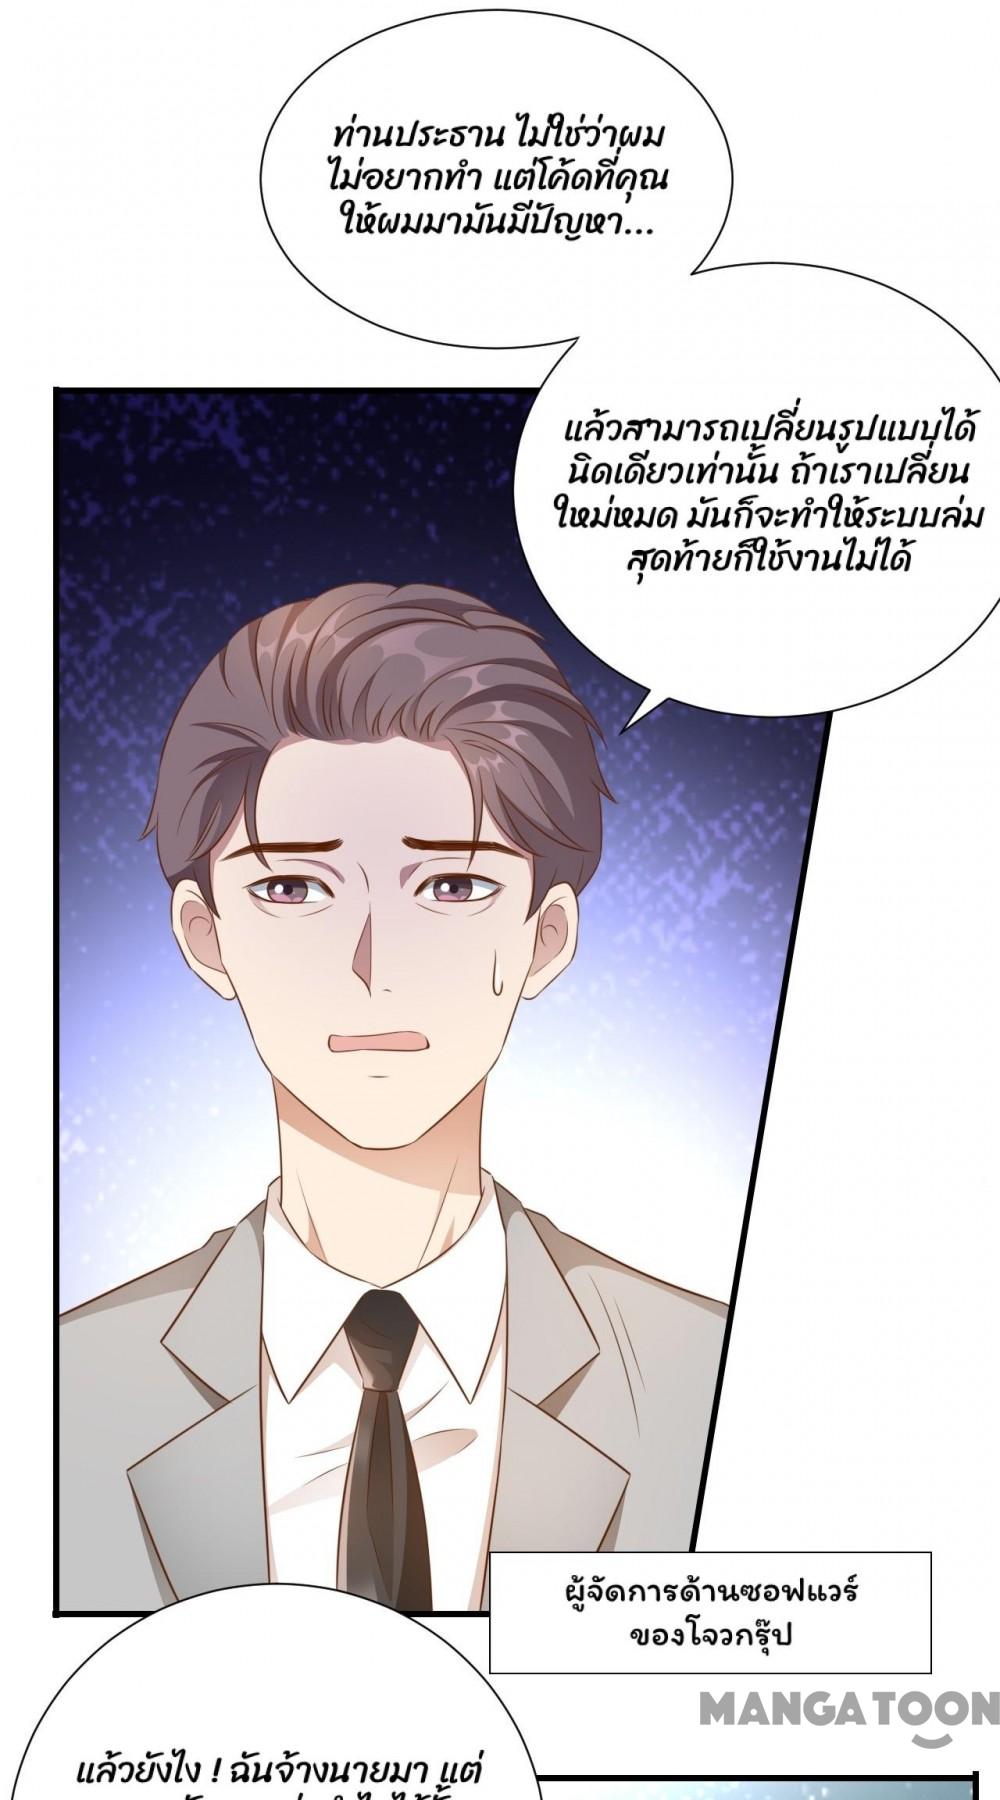 ท่านประธาน ไม่ใช่ว่าผม
ไม่อยากทำ แต่โค้ดที่คุณ
ให้ผมมามันมีปัญหา...
แล้วสามารถเปลี่ยนรูปแบบได้
นิดเดียวเท่านั้น ถ้าเราเปลี่ยน
ใหม่หมด มันก็จะทำให้ระบบล่ม
สุดท้ายก็ใช้งานไม่ได้
ผู้จัดการด้านซอฟแวร์
ของโจวกรุ๊ป
MANGATOON
แล้วยังไง ! ฉันจ้างนายมา แต่